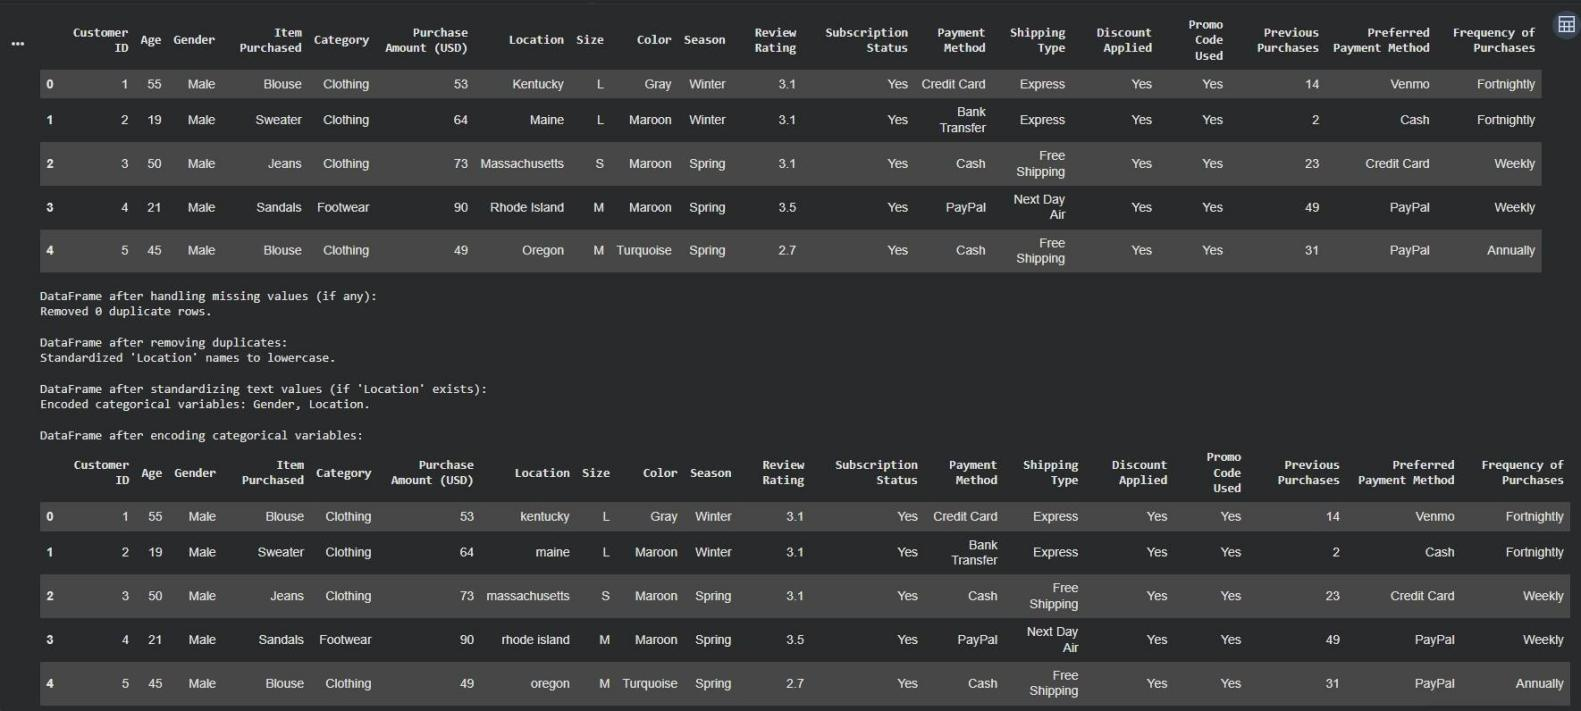 Customer ID Age Gender Item Purchased Category Purchase Amount (USD) Location Size Color Season Review Rating Subscription Status Payment Method Shipping Type Discount Applied Promo Code Used Previous Purchases Preferred Payment Method Frequency of Purchases
0 1 55 Male Blouse Clothing 53 Kentucky L Gray Winter 3.1 Yes Credit Card Express Yes Yes 14 Venmo Fortnightly
1 2 19 Male Sweater Clothing 64 Maine L Maroon Winter 3.1 Yes Bank Transfer Express Yes Yes 2 Cash Fortnightly
2 3 50 Male Jeans Clothing 73 Massachusetts S Maroon Spring 3.1 Yes Cash Free Shipping Yes Yes 23 Credit Card Weekly
3 4 21 Male Sandals Footwear 90 Rhode Island M Maroon Spring 3.5 Yes PayPal Next Day Air Yes Yes 49 PayPal Weekly
4 5 45 Male Blouse Clothing 49 Oregon M Turquoise Spring 2.7 Yes Cash Free Shipping Yes Yes 31 PayPal Annually
DataFrame after handling missing values (if any):
Removed 0 duplicate rows.
DataFrame after removing duplicates:
Standardized 'Location' names to lowercase.
DataFrame after standardizing text values (if 'Location' exists):
Encoded categorical variables: Gender, Location.
DataFrame after encoding categorical variables:
Customer ID Age Gender Item Purchased Category Purchase Amount (USD) Location Size Color Season Review Rating Subscription Status Payment Method Shipping Type Discount Applied Promo Code Used Previous Purchases Preferred Payment Method Frequency of Purchases
0 1 55 Male Blouse Clothing 53 kentucky L Gray Winter 3.1 Yes Credit Card Express Yes Yes 14 Venmo Fortnightly
1 2 19 Male Sweater Clothing 64 maine L Maroon Winter 3.1 Yes Bank Transfer Express Yes Yes 2 Cash Fortnightly
2 3 50 Male Jeans Clothing 73 massachusetts S Maroon Spring 3.1 Yes Cash Free Shipping Yes Yes 23 Credit Card Weekly
3 4 21 Male Sandals Footwear 90 rhode island M Maroon Spring 3.5 Yes PayPal Next Day Air Yes Yes 49 PayPal Weekly
4 5 45 Male Blouse Clothing 49 oregon M Turquoise Spring 2.7 Yes Cash Free Shipping Yes Yes 31 PayPal Annually